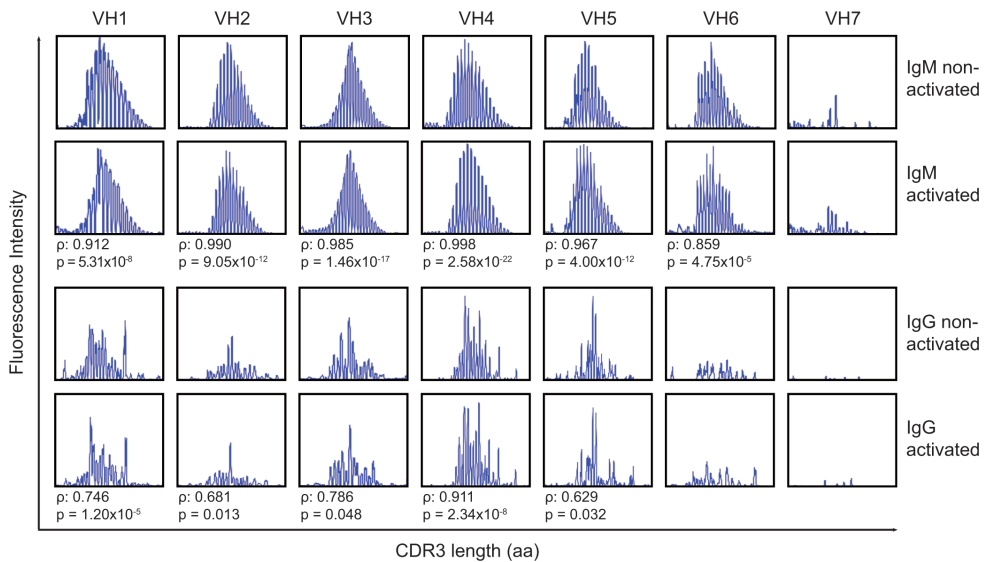 VH1 VH2 VH3 VH4 VH5 VH6 VH7
IgM non-
activated
IgM
activated
ρ: 0.912 ρ: 0.990 ρ: 0.985 ρ: 0.998 ρ: 0.967 ρ: 0.859
p = 5.31x10-8 p = 9.05x10-12 p = 1.46x10-17 p = 2.58x10-22 p = 4.00x10-12 p = 4.75x10-5
Fluorescence Intensity
IgG non-
activated
IgG
activated
ρ: 0.746 ρ: 0.681 ρ: 0.786 ρ: 0.911 ρ: 0.629
p = 1.20x10-5 p = 0.013 p = 0.048 p = 2.34x10-8 p = 0.032
CDR3 length (aa)